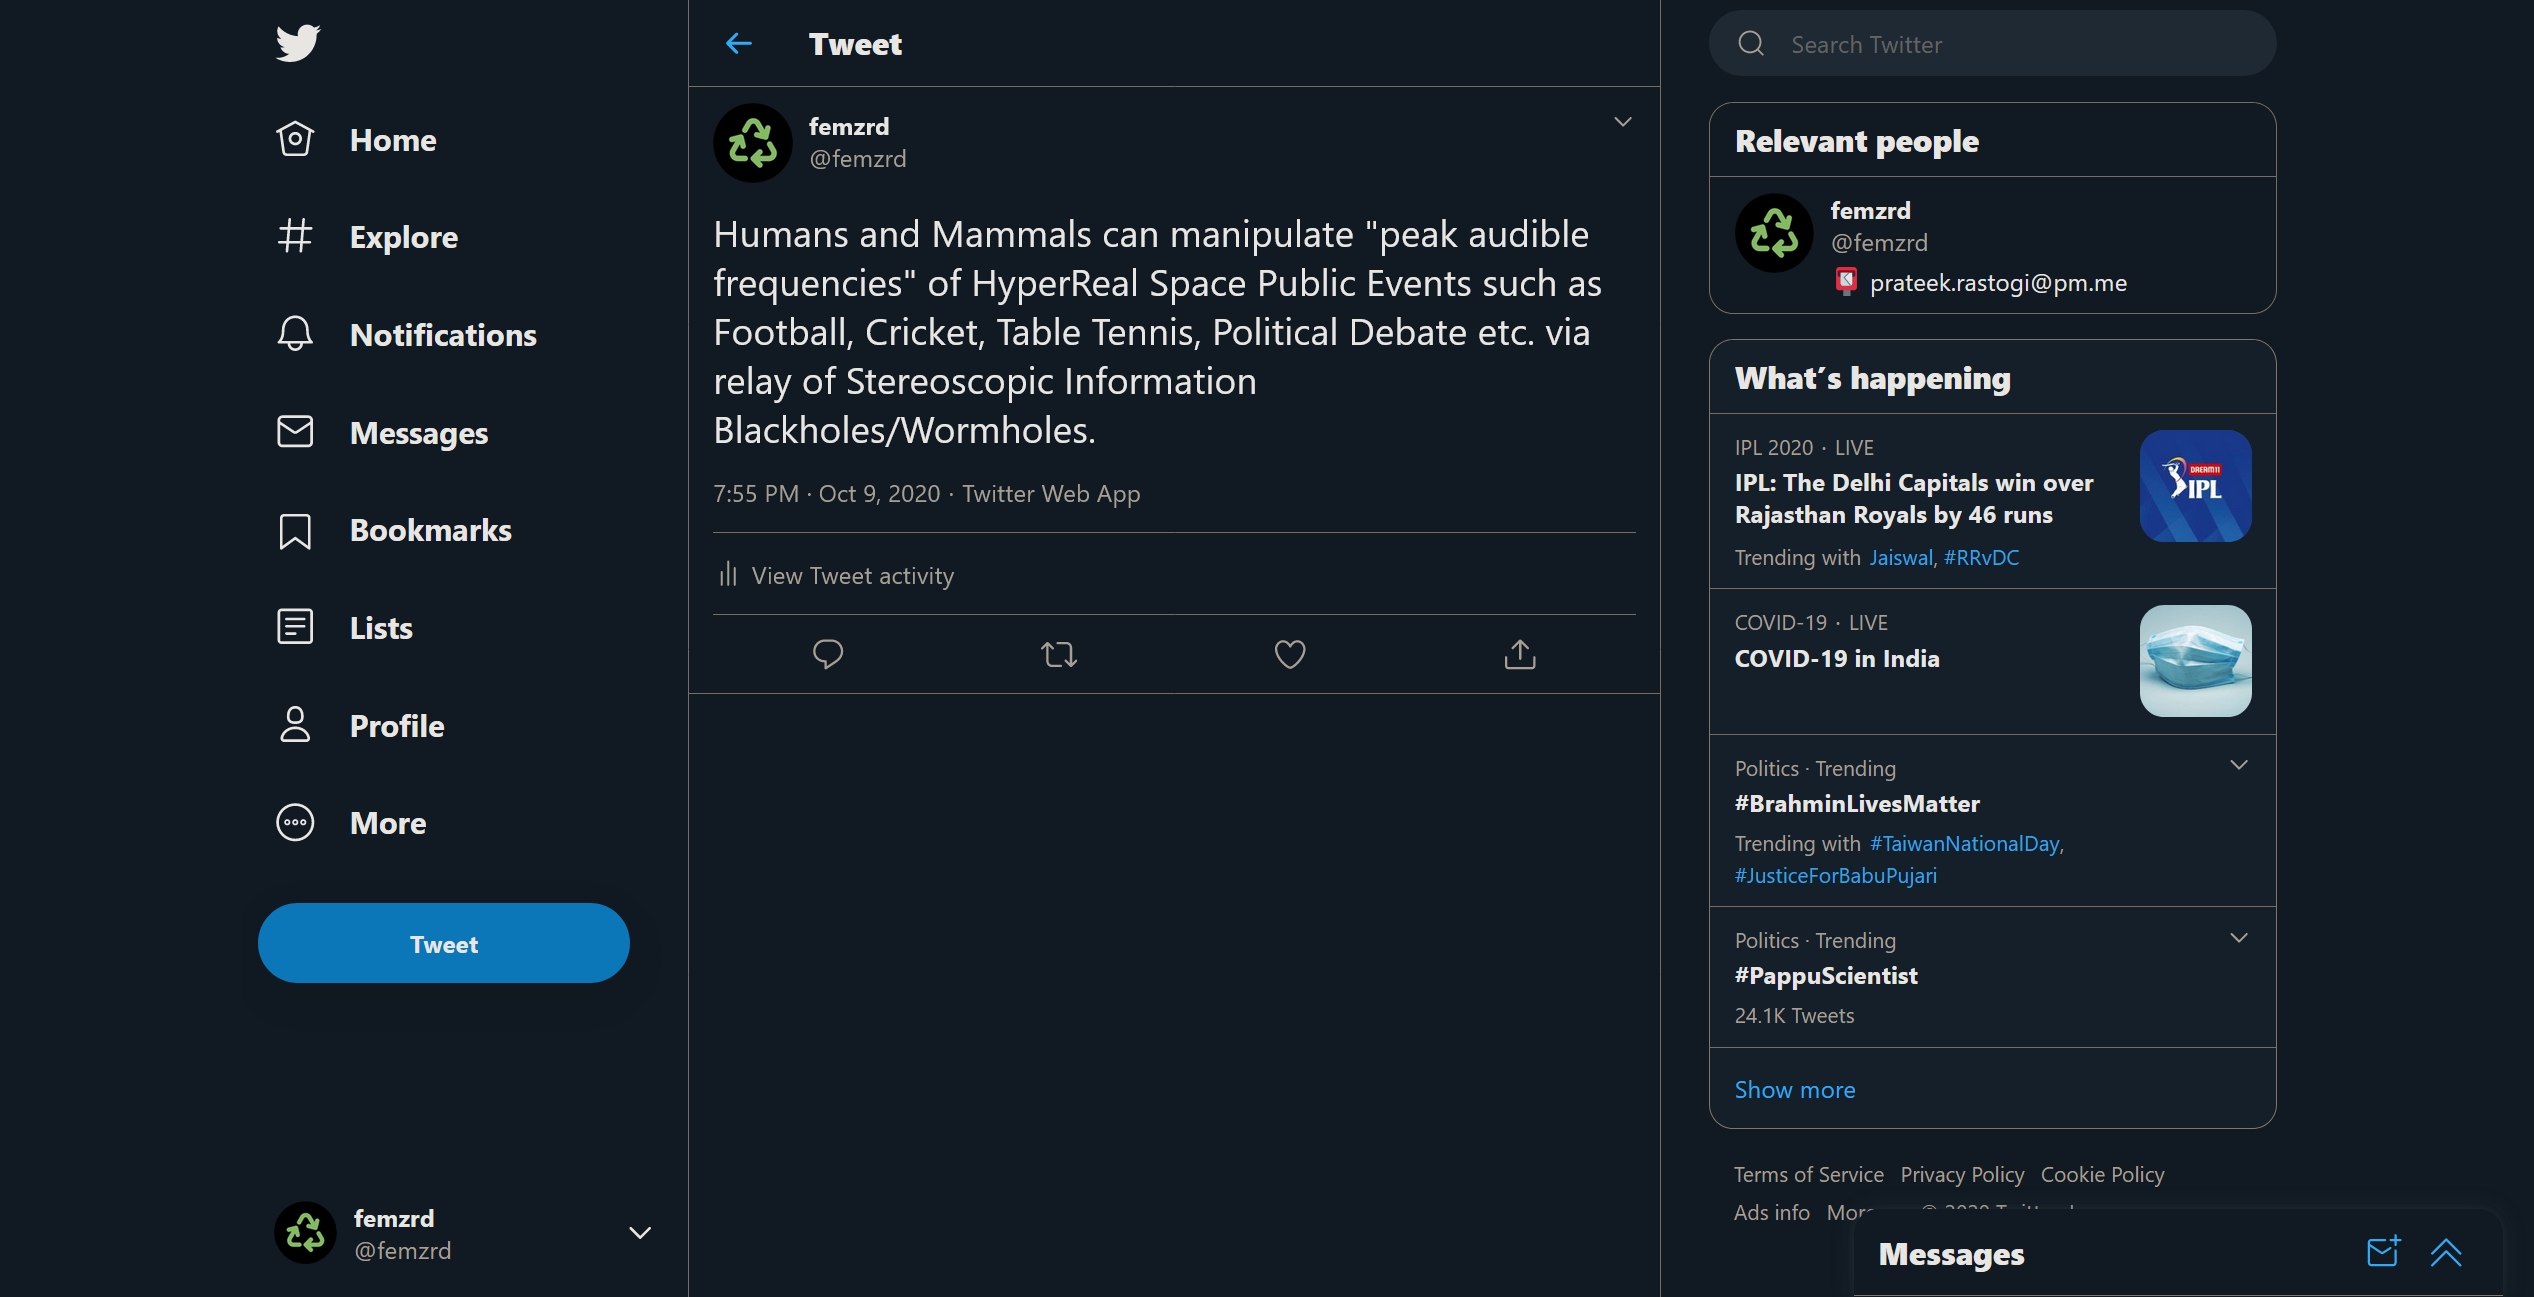 Home
Explore
Notifications
Messages
Bookmarks
Lists
Profile
More
Tweet
femzrd
@femzrd
Tweet
femzrd
@femzrd
Humans and Mammals can manipulate "peak audible
frequencies" of HyperReal Space Public Events such as
Football, Cricket, Table Tennis, Political Debate etc. via
relay of Stereoscopic Information
Blackholes/Wormholes.
7:55 PM · Oct 9, 2020 · Twitter Web App
View Tweet activity
Search Twitter
Relevant people
femzrd
@femzrd
prateek.rastogi@pm.me
What's happening
IPL 2020 · LIVE
IPL: The Delhi Capitals win over
Rajasthan Royals by 46 runs
Trending with Jaiswal, #RRvDC
DREAM11
IPL
COVID-19 · LIVE
COVID-19 in India
Politics · Trending
#BrahminLivesMatter
Trending with #TaiwanNationalDay,
#JusticeForBabuPujari
Politics · Trending
#PappuScientist
24.1K Tweets
Show more
Terms of Service Privacy Policy Cookie Policy
Ads info More © 2020 Twitter
Messages